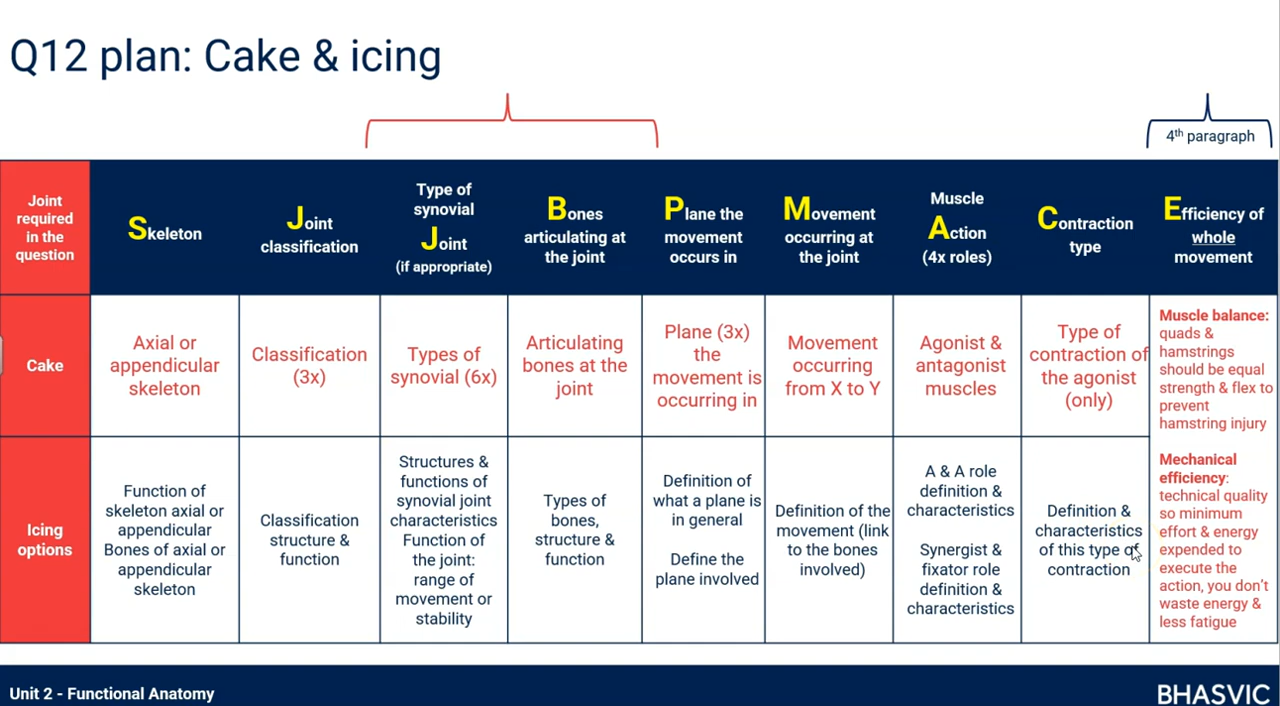 Q12 plan: Cake & icing
4th paragraph
Joint
required
in the
question
Skeleton
Joint
classification
Type of
synovial
Joint
(if appropriate)
Bones
articulating at
the joint
Plane the
movement
occurs in
Movement
occurring at
the joint
Muscle
Action
(4x roles)
Contraction
type
Efficiency of
whole
movement
Cake
Axial or
appendicular
skeleton
Classification
(3x)
Types of
synovial (6x)
Articulating
bones at the
joint
Plane (3x)
the
movement is
occurring in
Movement
occurring
from X to Y
Agonist &
antagonist
muscles
Type of
contraction of
the agonist
(only)
Muscle balance:
quads &
hamstrings
should be equal
strength & flex to
prevent
hamstring injury
Icing
options
Function of
skeleton axial or
appendicular
Bones of axial or
appendicular
skeleton
Classification
structure &
function
Structures &
functions of
synovial joint
characteristics
Function of
the joint:
range of
movement or
stability
Types of
bones,
structure &
function
Definition of
what a plane is
in general
Define the
plane involved
Definition of the
movement (link
to the bones
involved)
A & A role
definition &
characteristics
Synergist &
fixator role
definition &
characteristics
Definition &
characteristics
of this type of
contraction
Mechanical
efficiency:
technical quality
so minimum
effort & energy
expended to
execute the
action, you don't
waste energy &
less fatigue
Unit 2 - Functional Anatomy
BHASVIC